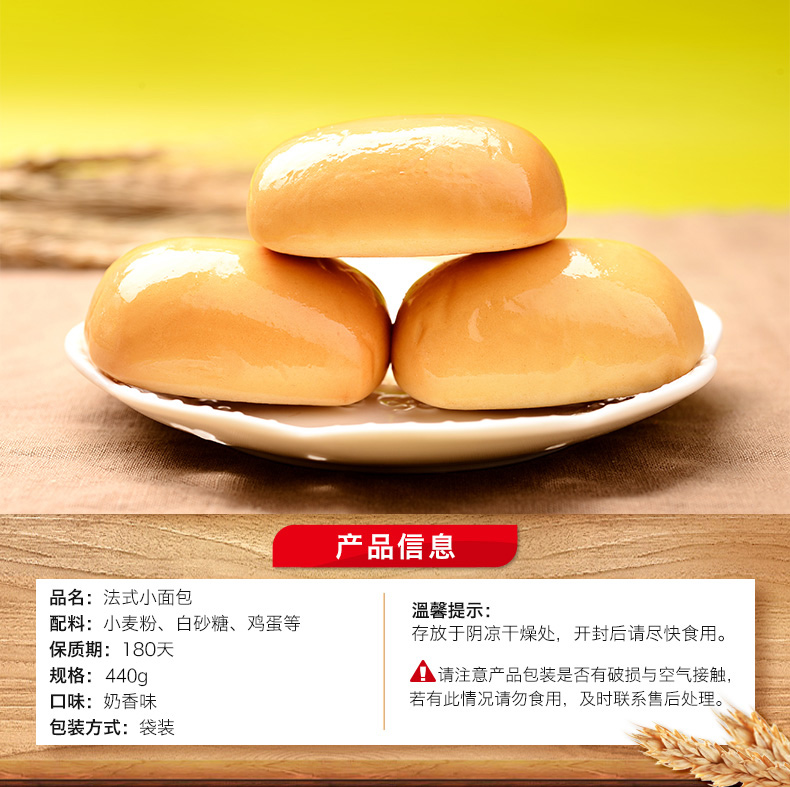 产品信息
品名：法式小面包
配料：小麦粉、白砂糖、鸡蛋等
保质期：180天
规格：440g
口味：奶香味
包装方式：袋装
温馨提示：
存放于阴凉干燥处，开封后请尽快食用。
请注意产品包装是否有破损与空气接触，
若有此情况请勿食用，及时联系售后处理。